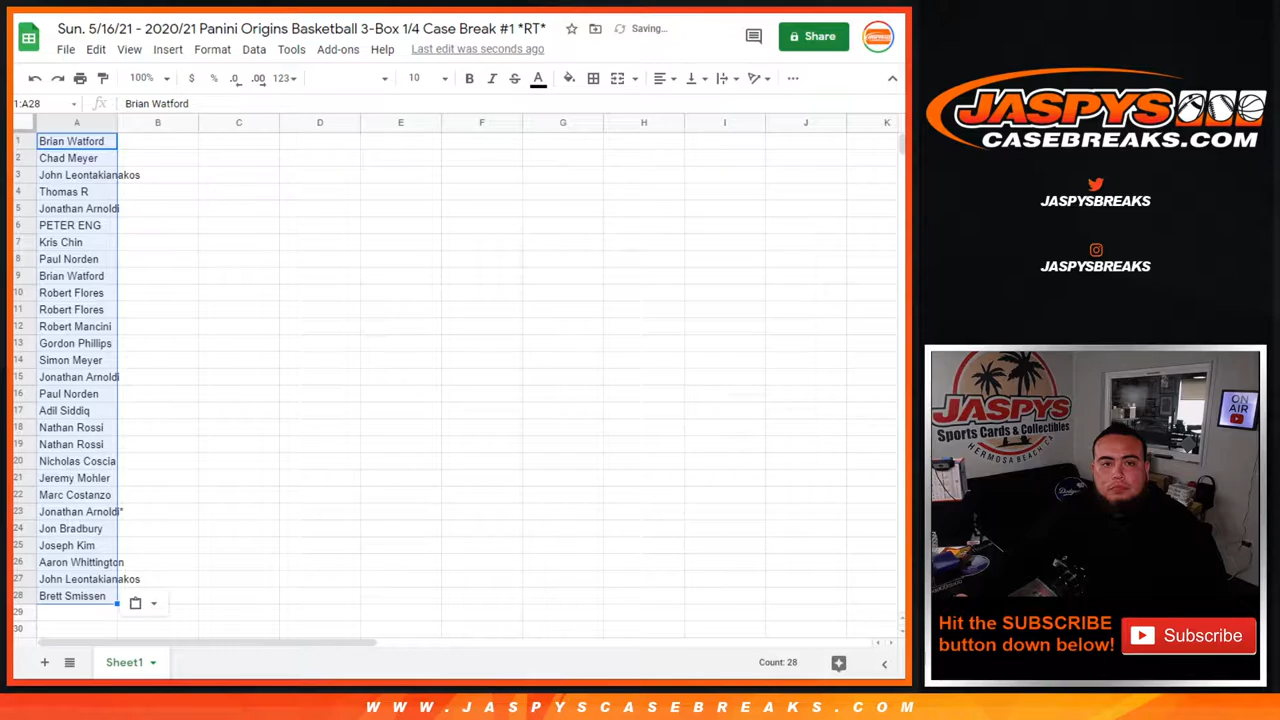 Sun. 5/16/21 - 2020/21 Panini Origins Basketball 3-Box 1/4 Case Break #1 *RT*
Saving...
Share
File Edit View Insert Format Data Tools Add-ons Help Last edit was seconds ago
100% $ % .0 .00 123 10 B I S A
1:A28 fx Brian Watford
A B C D E F G H I J K
1 Brian Watford
2 Chad Meyer
3 John Leontakianakos
4 Thomas R
5 Jonathan Arnoldi
6 PETER ENG
7 Kris Chin
8 Paul Norden
9 Brian Watford
10 Robert Flores
11 Robert Flores
12 Robert Mancini
13 Gordon Phillips
14 Simon Meyer
15 Jonathan Arnoldi
16 Paul Norden
17 Adil Siddiq
18 Nathan Rossi
19 Nathan Rossi
20 Nicholas Coscia
21 Jeremy Mohler
22 Marc Costanzo
23 Jonathan Arnoldi*
24 Jon Bradbury
25 Joseph Kim
26 Aaron Whittington
27 John Leontakianakos
28 Brett Smissen
29
30
Sheet1
Count: 28
JASPYS
CASEBREAKS.COM
JASPYSBREAKS
JASPYSBREAKS
JASPYS
Sports Cards & Collectibles
HERMOSA BEACH CA
ON
AIR
Dodgers
Hit the SUBSCRIBE
button down below!
Subscribe
WWW.JASPYSCASEBREAKS.COM